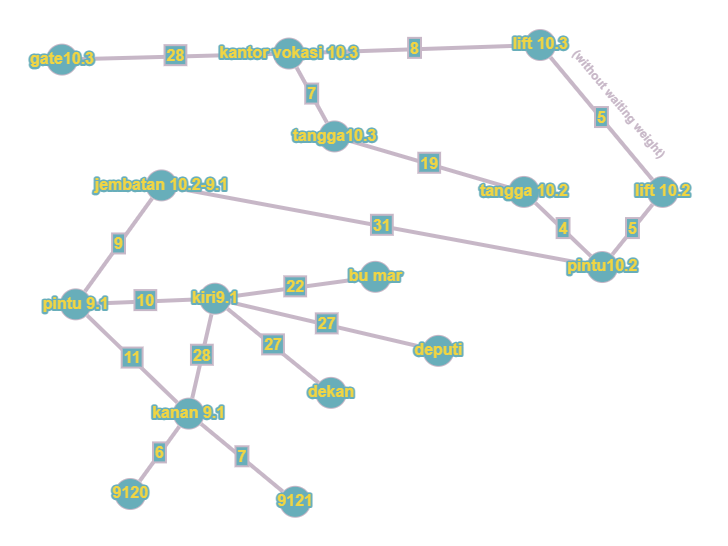 gate10.3
28
kantor vokasi 10.3
8
lift 10.3
(without waiting weight)
7
5
tangga10.3
19
jembatan 10.2-9.1
tangga 10.2
lift 10.2
31
4
5
9
pintu10.2
bu mar
22
pintu 9.1
10
kiri9.1
27
27
deputi
11
28
dekan
kanan 9.1
6
7
9120
9121